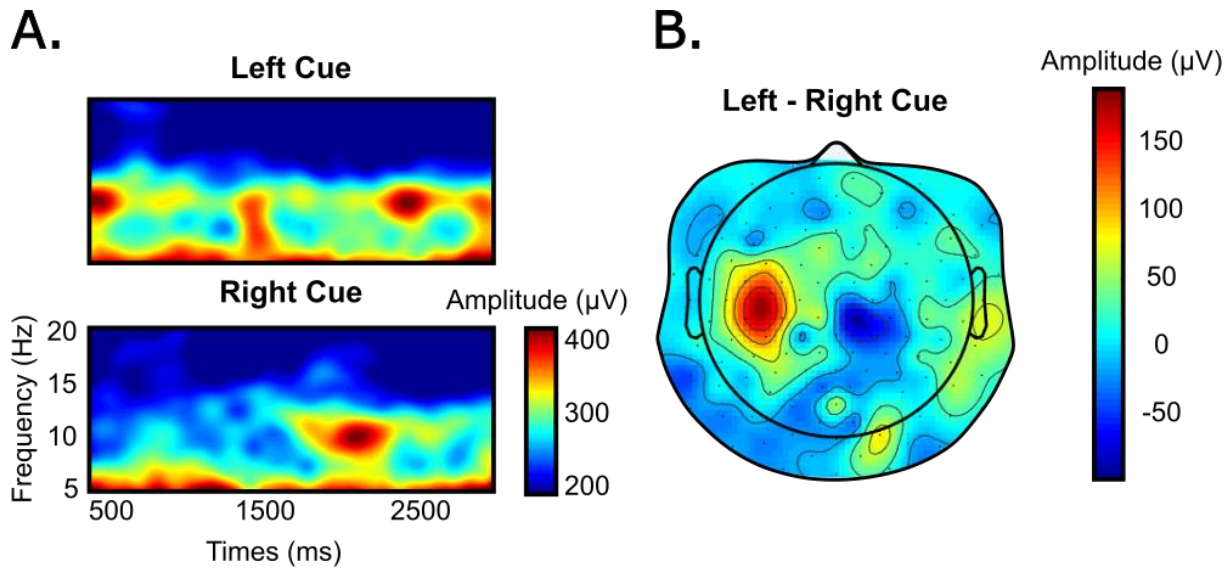 A.
Left Cue
Right Cue
Amplitude (µV)
400
300
200
Frequency (Hz)
20
15
10
5
500 1500 2500
Times (ms)
B.
Left - Right Cue
Amplitude (µV)
150
100
50
0
-50